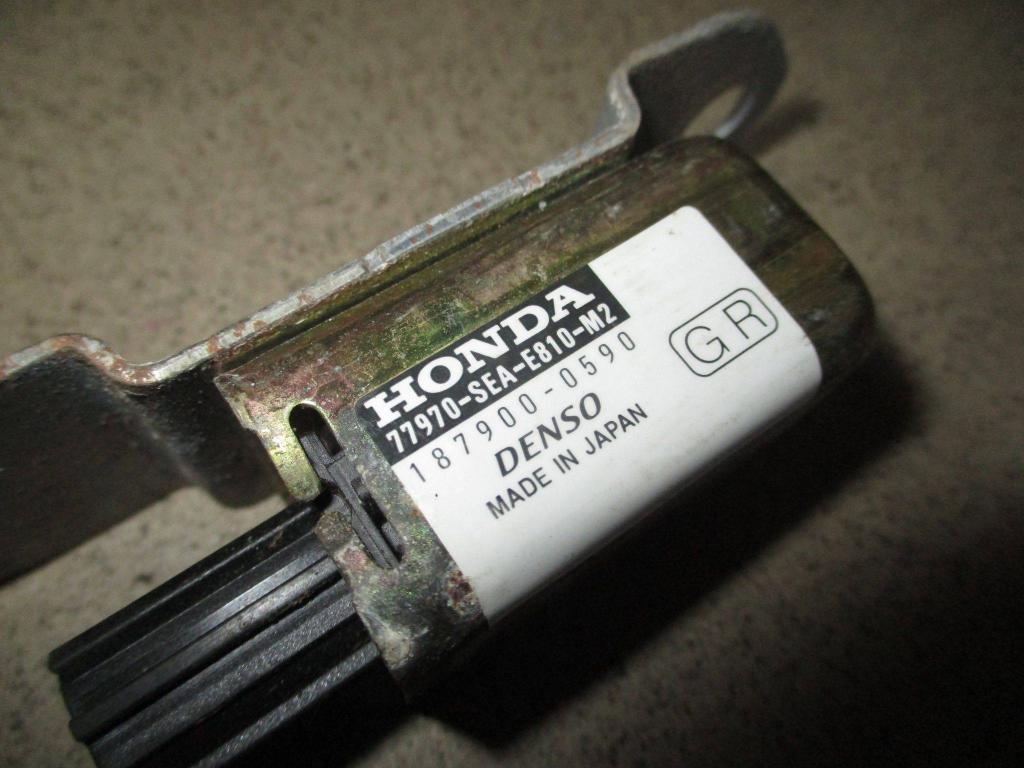 HONDA
77970-SEA-E810-M2
187900-0590
DENSO
MADE IN JAPAN
GR